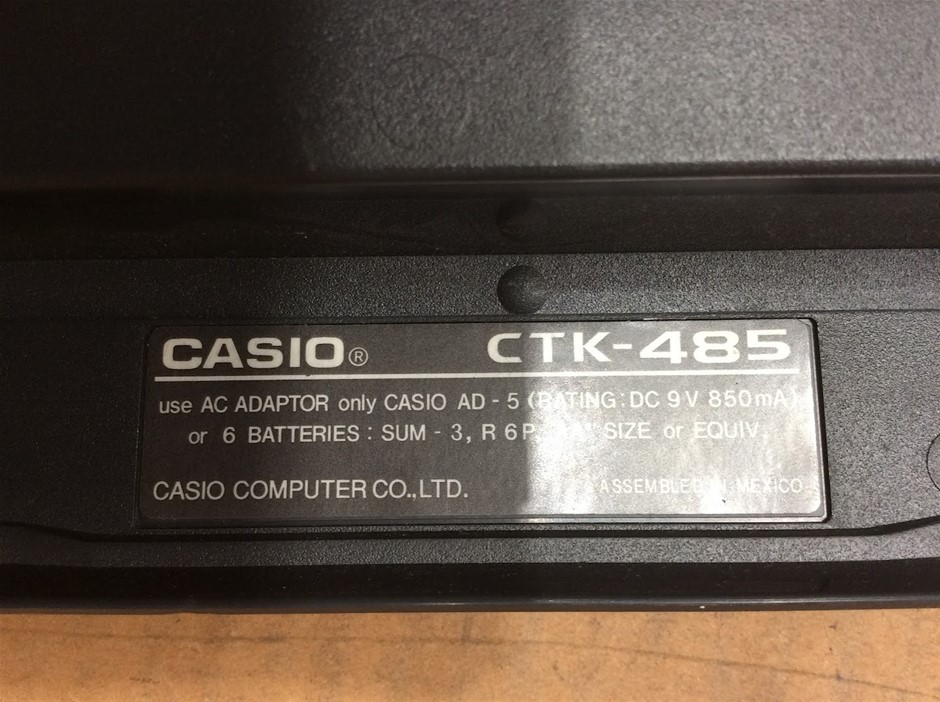 CASIO® CTK-485
use AC ADAPTOR only CASIO AD-5 (RATING: DC 9V 850mA)
or 6 BATTERIES : SUM-3, R6P SIZE or EQUIV.
CASIO COMPUTER CO.,LTD. ASSEMBLED IN MEXICO